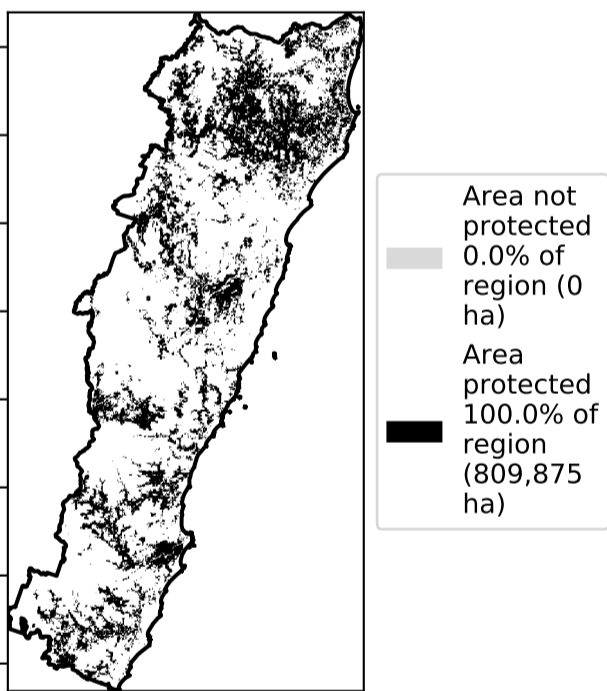 Area not
protected
0.0% of
region (0
ha)
Area
protected
100.0% of
region
(809,875
ha)